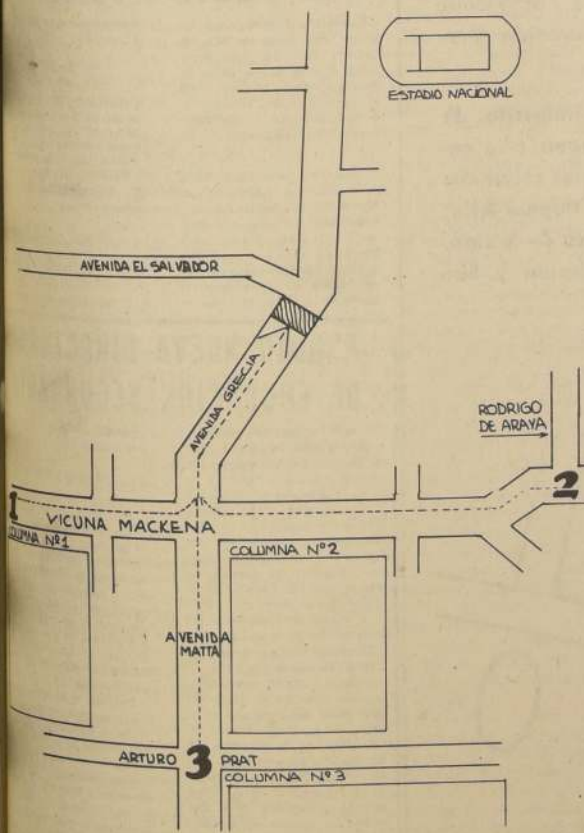 ESTADIO NACIONAL
AVENIDA EL SALVADOR
AVENIDA GRECIA
RODRIGO
DE ARAYA
1
2
VICUNA MACKENA
COLUMNA Nº1
COLUMNA Nº2
AVENIDA
MATTA
ARTURO 3 PRAT
COLUMNA Nº3